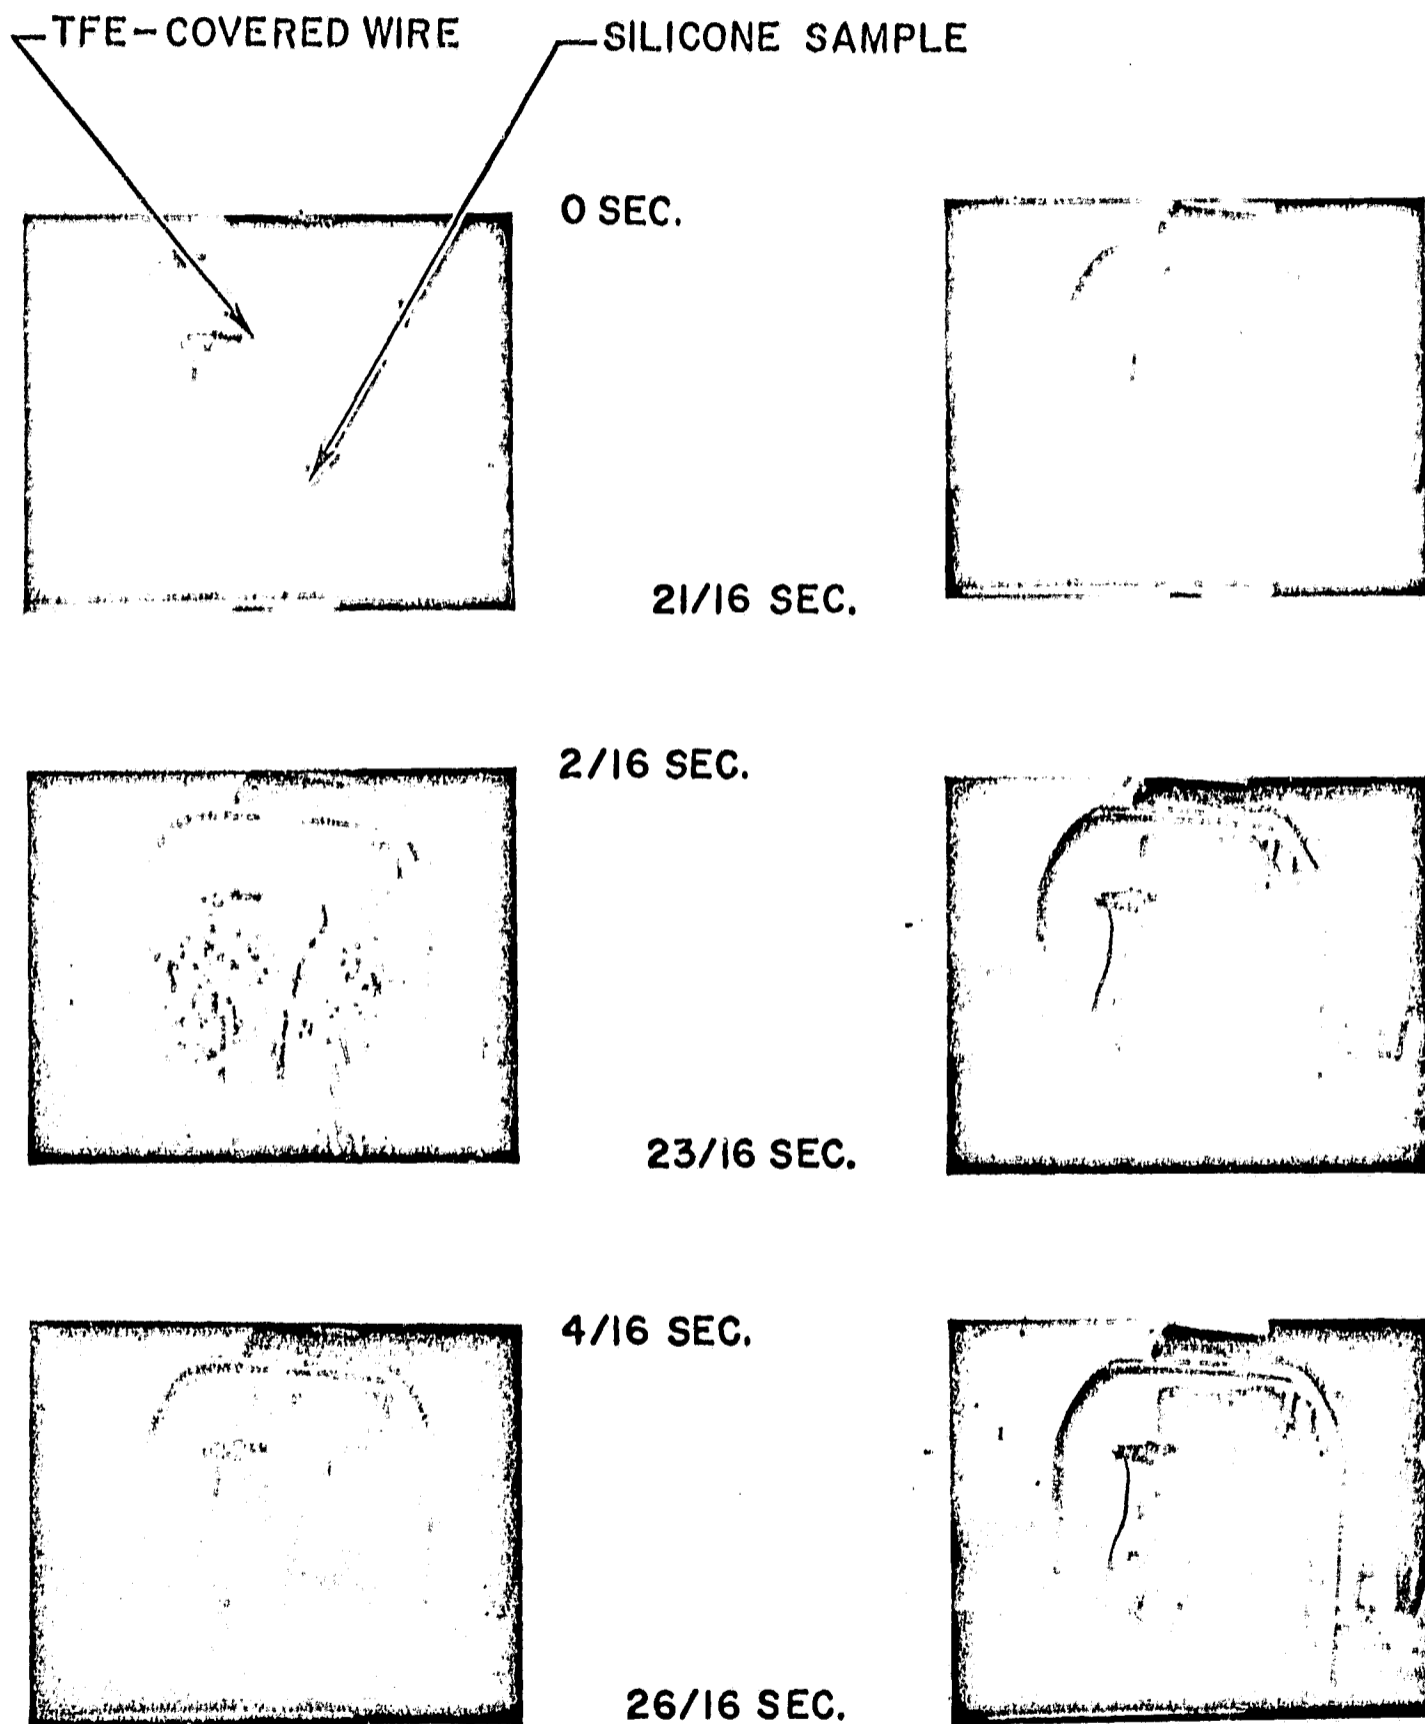 TFE-COVERED WIRE
SILICONE SAMPLE
0 SEC.
21/16 SEC.
2/16 SEC.
23/16 SEC.
4/16 SEC.
26/16 SEC.